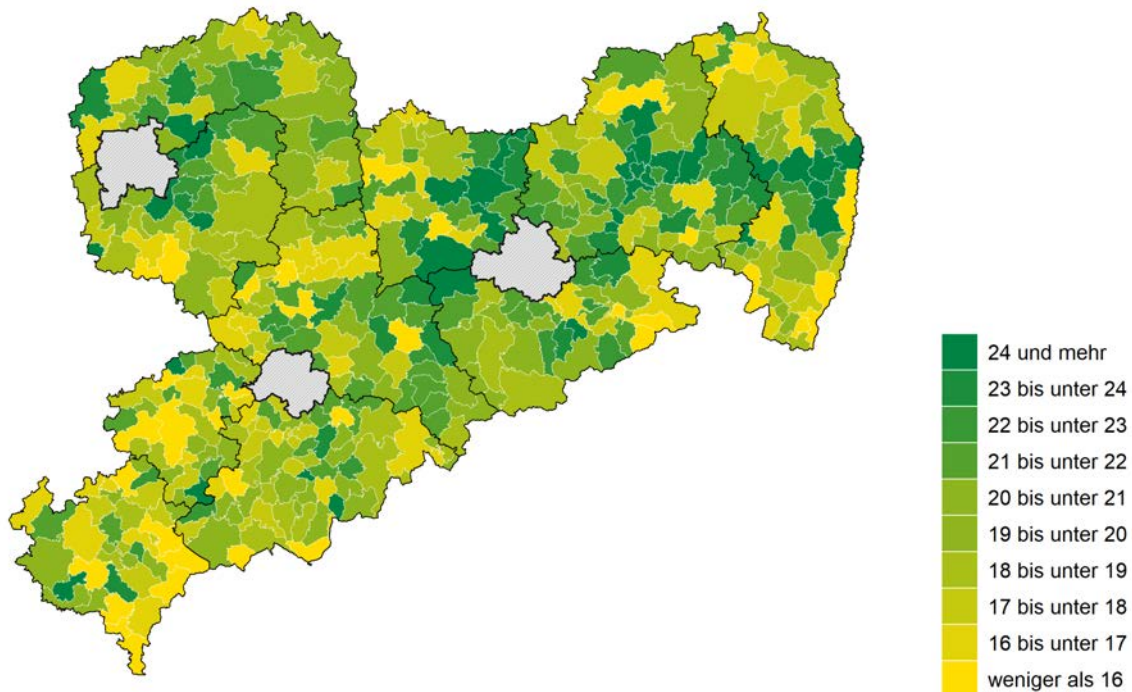 24 und mehr
23 bis unter 24
22 bis unter 23
21 bis unter 22
20 bis unter 21
19 bis unter 20
18 bis unter 19
17 bis unter 18
16 bis unter 17
weniger als 16